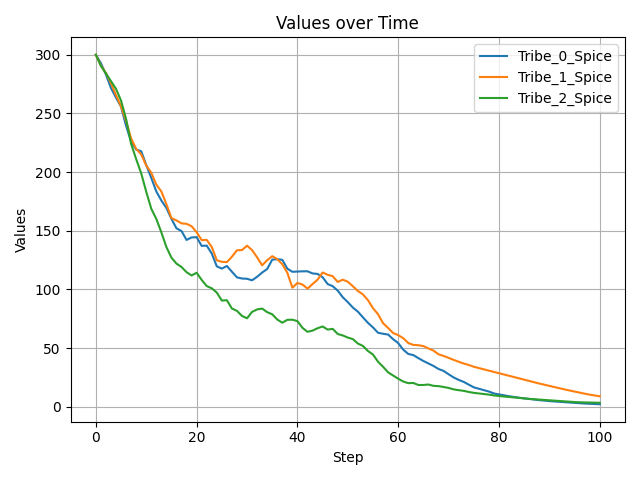 Values over Time
Tribe_0_Spice
Tribe_1_Spice
Tribe_2_Spice
Values
300
250
200
150
100
50
0
0 20 40 60 80 100
Step